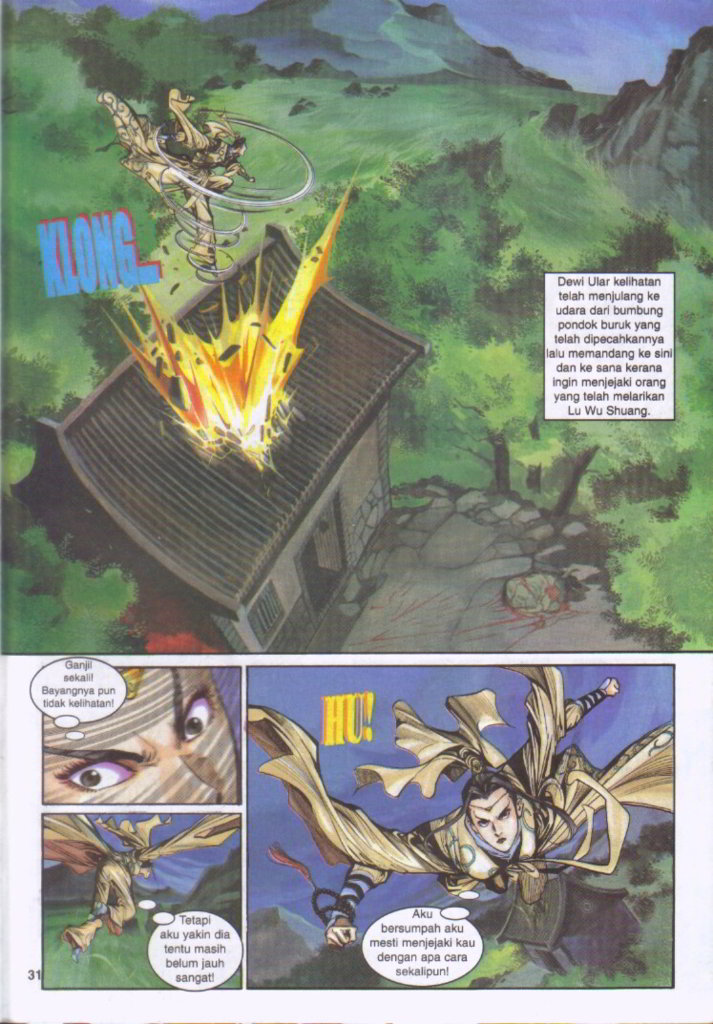 KLONG...
Dewi Ular kelihatan
telah menjulang ke
udara dari bumbung
pondok buruk yang
telah dipecahkannya
lalu memandang ke sini
dan ke sana kerana
ingin menjejaki orang
yang telah melarikan
Lu Wu Shuang.
Ganjil
sekali!
Bayangnya pun
tidak kelihatan!
Tetapi
aku yakin dia
tentu masih
belum jauh
sangat!
HU!
Aku
bersumpah aku
mesti menjejaki kau
dengan apa cara
sekalipun!
31